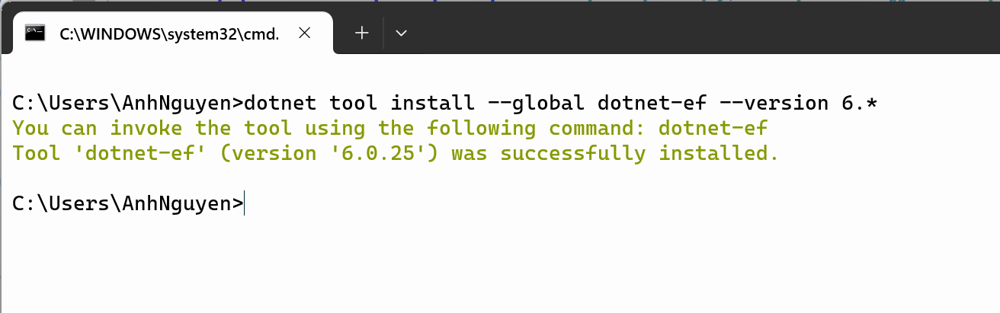 C:\WINDOWS\system32\cmd.
C:\Users\AnhNguyen>dotnet tool install --global dotnet-ef --version 6.*
You can invoke the tool using the following command: dotnet-ef
Tool 'dotnet-ef' (version '6.0.25') was successfully installed.
C:\Users\AnhNguyen>